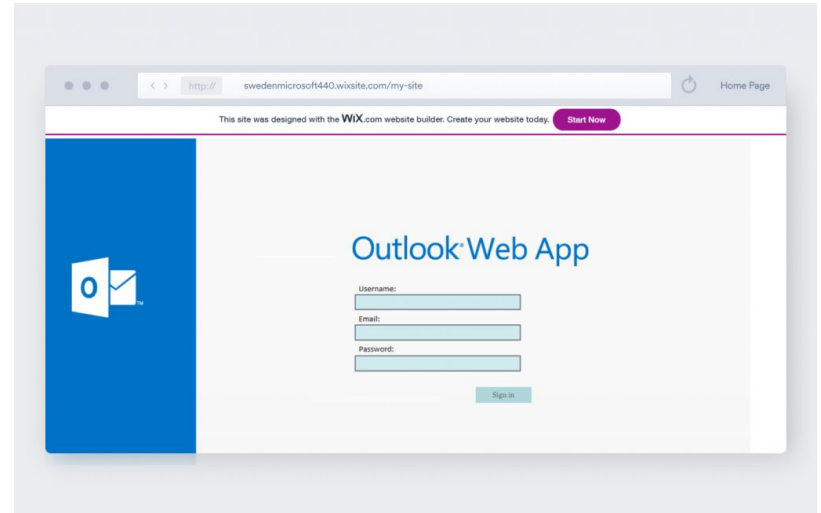 < > http:// swedenmicrosoft440.wixsite.com/my-site Home Page
This site was designed with the WiX.com website builder. Create your website today. Start Now
Outlook Web App
O
TM
Username:
Email:
Password:
Sign in